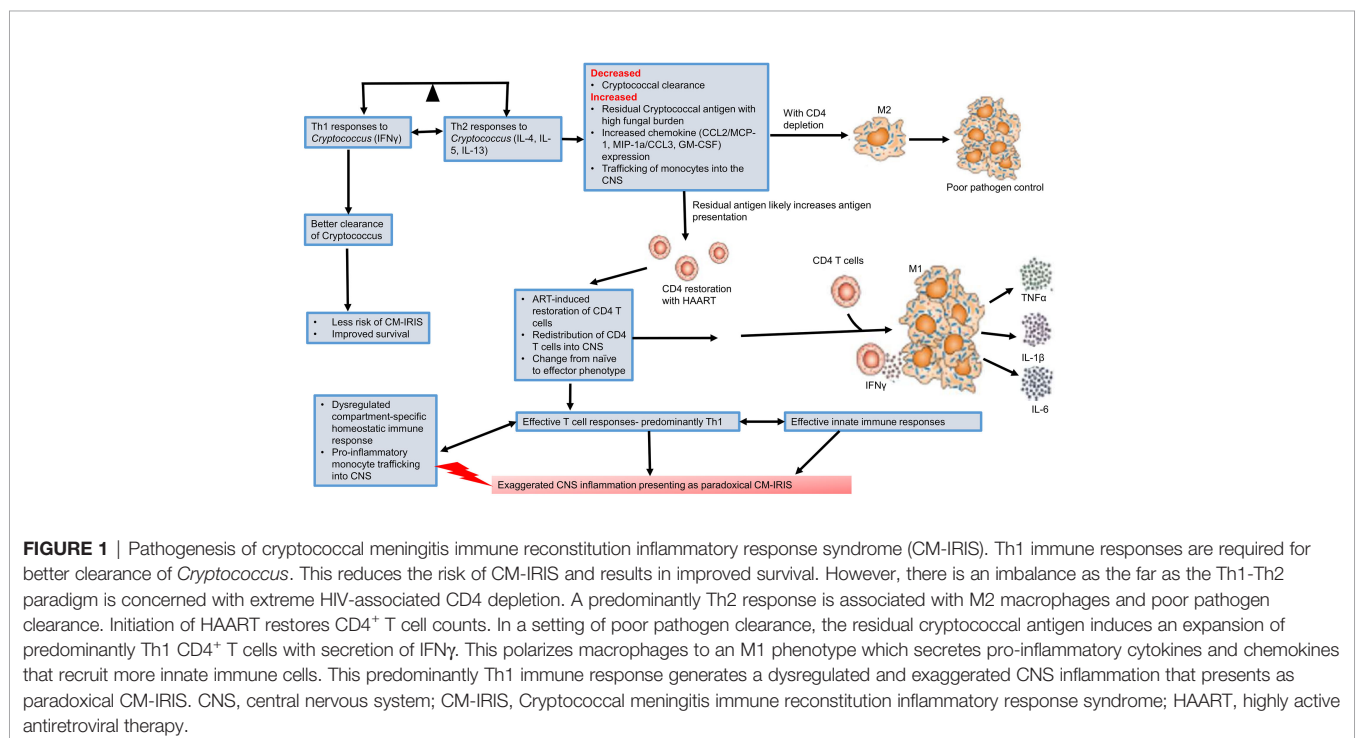 Decreased
• Cryptococcal clearance
Increased
• Residual Cryptococcal antigen with
high fungal burden
• Increased chemokine (CCL2/MCP-
1, MIP-1a/CCL3, GM-CSF)
expression
• Trafficking of monocytes into the
CNS
Th1 responses to
Cryptococcus (IFNγ)
Th2 responses to
Cryptococcus (IL-4, IL-
5, IL-13)
With CD4
depletion
M2
Poor pathogen control
Better clearance
of Cryptococcus
• Less risk of CM-IRIS
• Improved survival
Residual antigen likely increases antigen
presentation
CD4 restoration
with HAART
• ART-induced
restoration of CD4 T
cells
• Redistribution of CD4
T cells into CNS
• Change from naïve
to effector phenotype
CD4 T cells
M1
IFNγ
TNFα
IL-1β
IL-6
• Dysregulated
compartment-specific
homeostatic immune
response
• Pro-inflammatory
monocyte trafficking
into CNS
Effective T cell responses- predominantly Th1
Effective innate immune responses
Exaggerated CNS inflammation presenting as paradoxical CM-IRIS
FIGURE 1 | Pathogenesis of cryptococcal meningitis immune reconstitution inflammatory response syndrome (CM-IRIS). Th1 immune responses are required for
better clearance of Cryptococcus. This reduces the risk of CM-IRIS and results in improved survival. However, there is an imbalance as the far as the Th1-Th2
paradigm is concerned with extreme HIV-associated CD4 depletion. A predominantly Th2 response is associated with M2 macrophages and poor pathogen
clearance. Initiation of HAART restores CD4⁺ T cell counts. In a setting of poor pathogen clearance, the residual cryptococcal antigen induces an expansion of
predominantly Th1 CD4⁺ T cells with secretion of IFNγ. This polarizes macrophages to an M1 phenotype which secretes pro-inflammatory cytokines and chemokines
that recruit more innate immune cells. This predominantly Th1 immune response generates a dysregulated and exaggerated CNS inflammation that presents as
paradoxical CM-IRIS. CNS, central nervous system; CM-IRIS, Cryptococcal meningitis immune reconstitution inflammatory response syndrome; HAART, highly active
antiretroviral therapy.